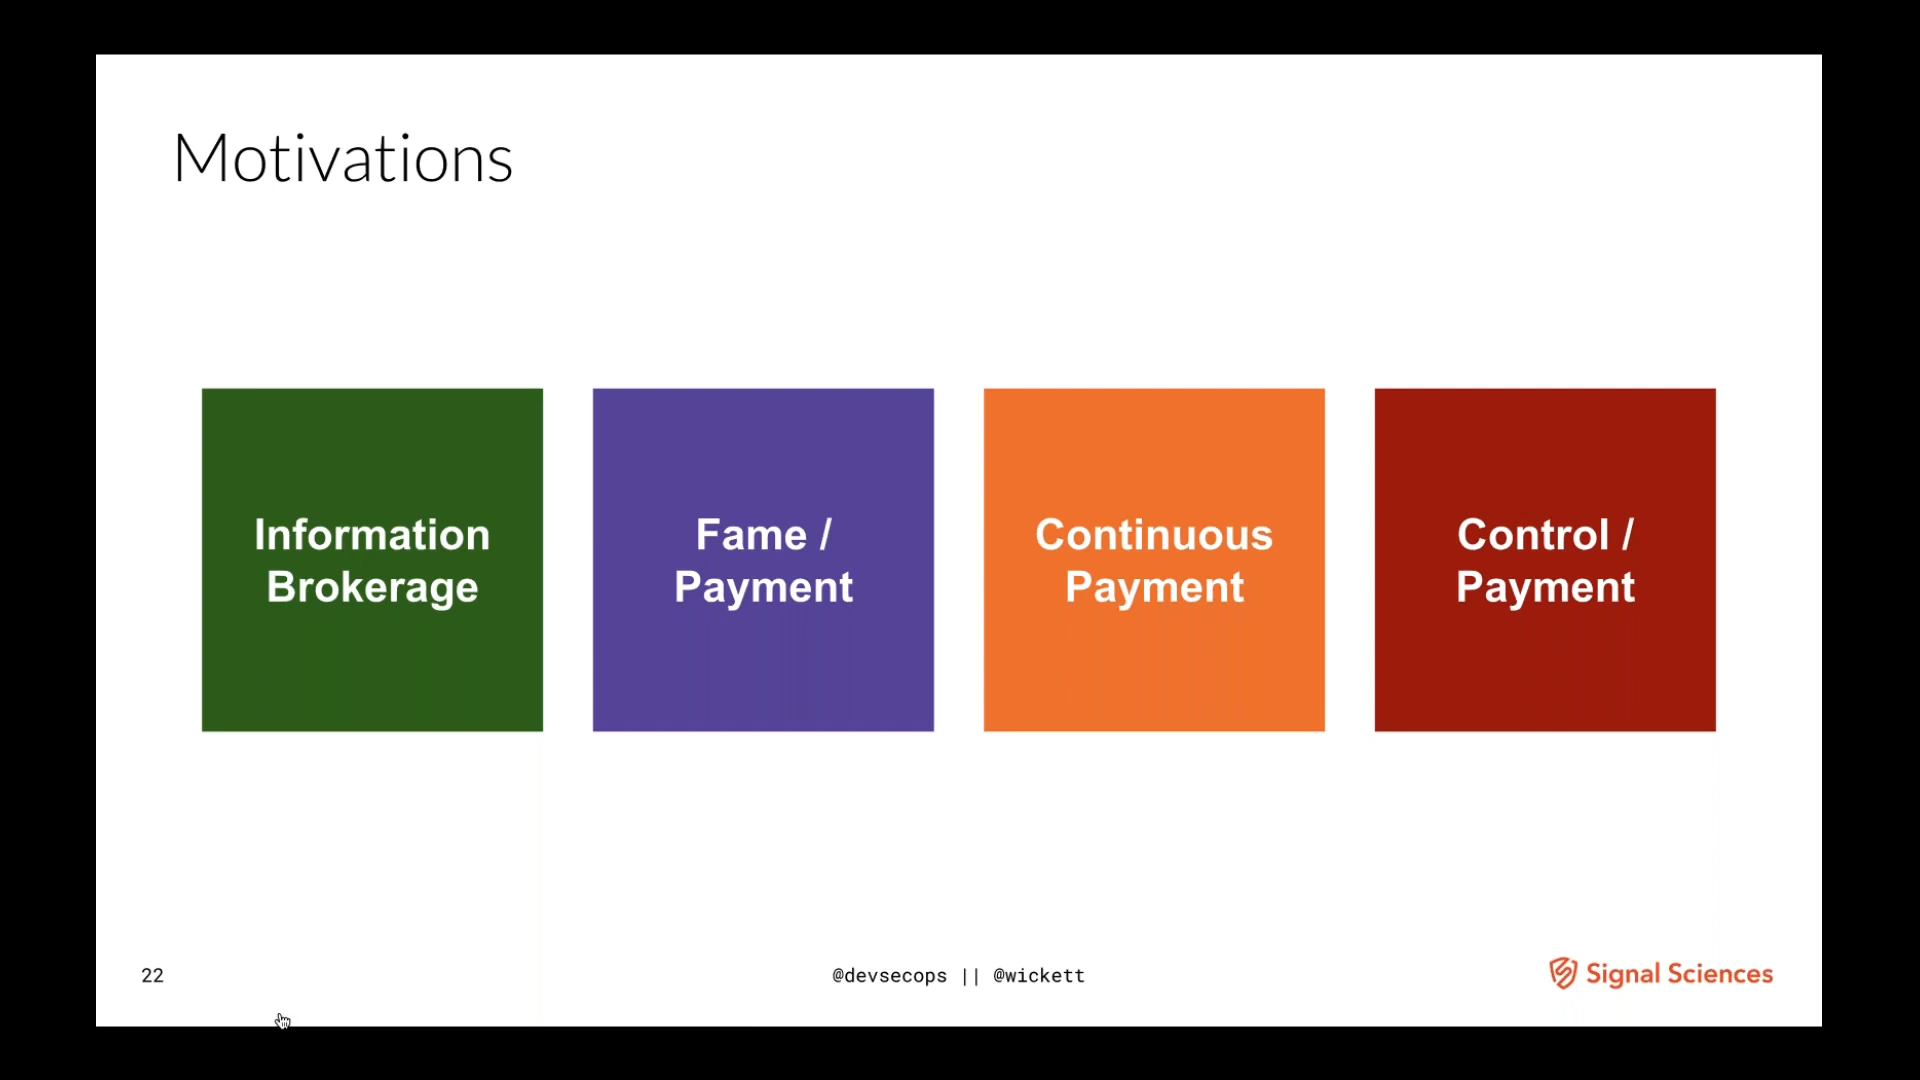 Motivations
Information
Brokerage
Fame /
Payment
Continuous
Payment
Control /
Payment
22
@devsecops || @wickett
Signal Sciences